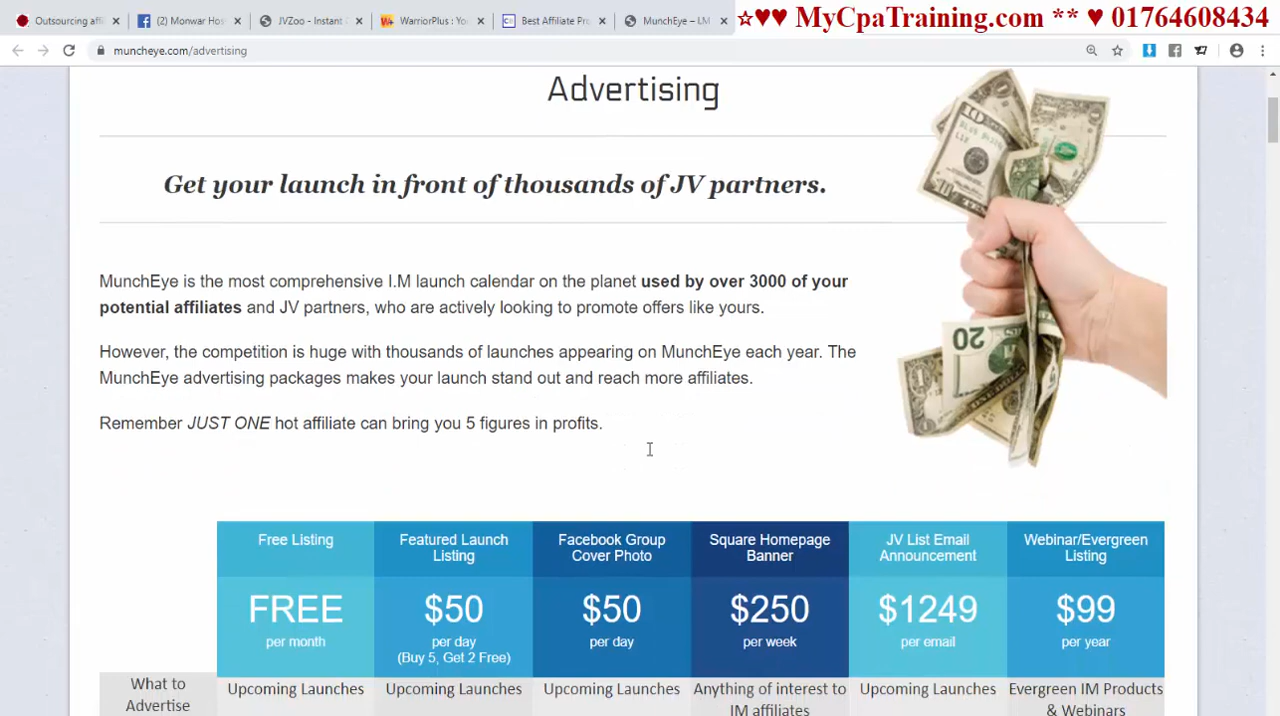 Outsourcing affi
(2) Monwar Hos
JVZoo - Instant C
WarriorPlus: You
Best Affiliate Pro
MunchEye – I.M
☆♥♥ MyCpaTraining.com ** ♥ 01764608434
muncheye.com/advertising
Advertising
Get your launch in front of thousands of JV partners.
MunchEye is the most comprehensive I.M launch calendar on the planet used by over 3000 of your
potential affiliates and JV partners, who are actively looking to promote offers like yours.
However, the competition is huge with thousands of launches appearing on MunchEye each year. The
MunchEye advertising packages makes your launch stand out and reach more affiliates.
Remember JUST ONE hot affiliate can bring you 5 figures in profits.
Free Listing
FREE
per month
Featured Launch
Listing
$50
per day
(Buy 5, Get 2 Free)
Facebook Group
Cover Photo
$50
per day
Square Homepage
Banner
$250
per week
JV List Email
Announcement
$1249
per email
Webinar/Evergreen
Listing
$99
per year
What to
Advertise
Upcoming Launches
Upcoming Launches
Upcoming Launches
Anything of interest to
IM affiliates
Upcoming Launches
Evergreen IM Products
& Webinars